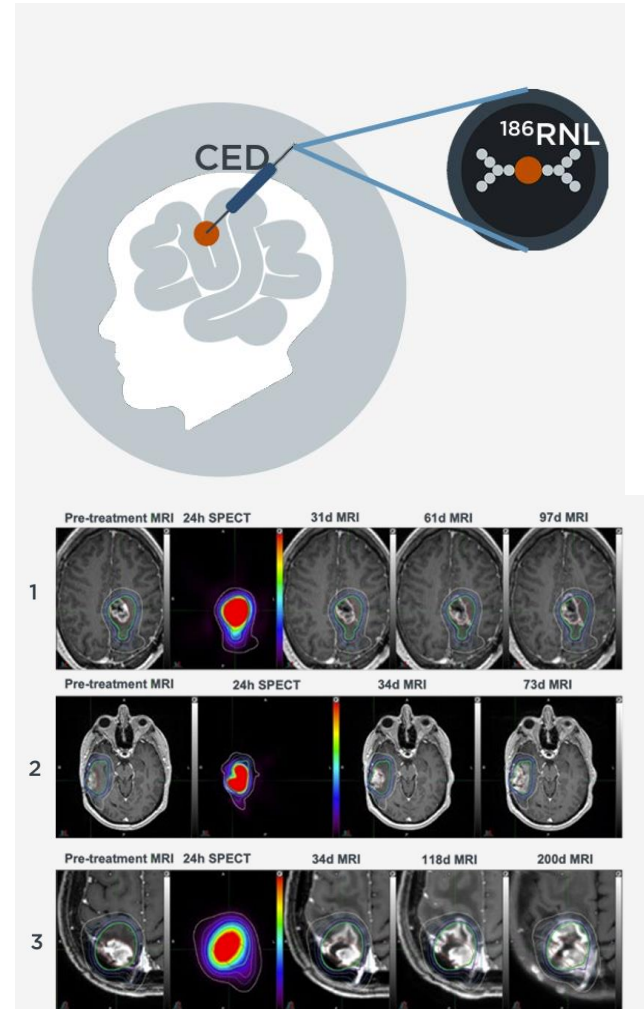 CED
¹⁸⁶RNL
Pre-treatment MRI 24h SPECT 31d MRI 61d MRI 97d MRI
1
Pre-treatment MRI 24h SPECT 34d MRI 73d MRI
2
Pre-treatment MRI 24h SPECT 34d MRI 118d MRI 200d MRI
3